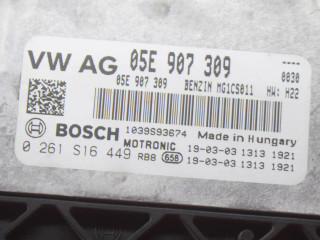 VW AG 05E 907 309 ----
05E 907 309 BENZIN MG1CS011 0030
HW: H22
BOSCH 1039S93674 Made in Hungary
MOTRONIC 19-03-03 1313 1921
0 261 S16 449 RB8 658 19-03-03 1313 1921